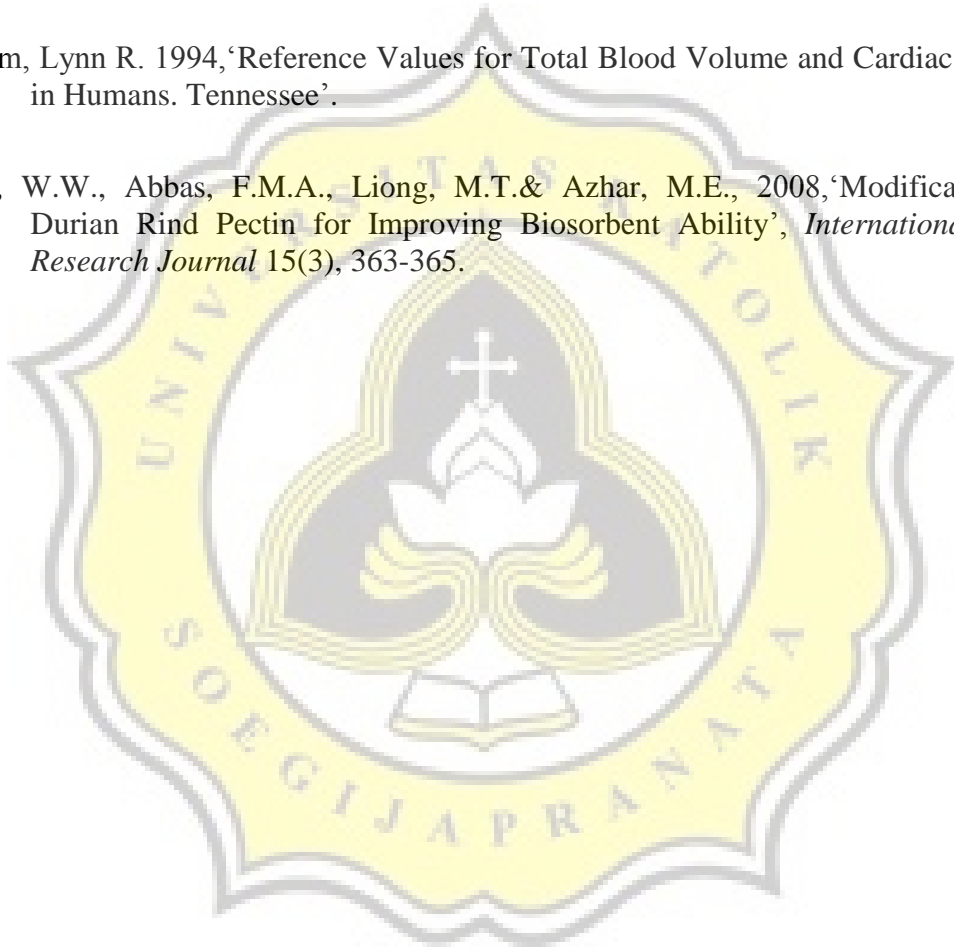 m, Lynn R. 1994,‘Reference Values for Total Blood Volume and Cardiac
in Humans. Tennessee’.
, W.W., Abbas, F.M.A., Liong, M.T.& Azhar, M.E., 2008,‘Modifica
Durian Rind Pectin for Improving Biosorbent Ability’, Internationa
Research Journal 15(3), 363-365.
UNIVERSITAS KATOLIK
SOEGIJAPRANATA